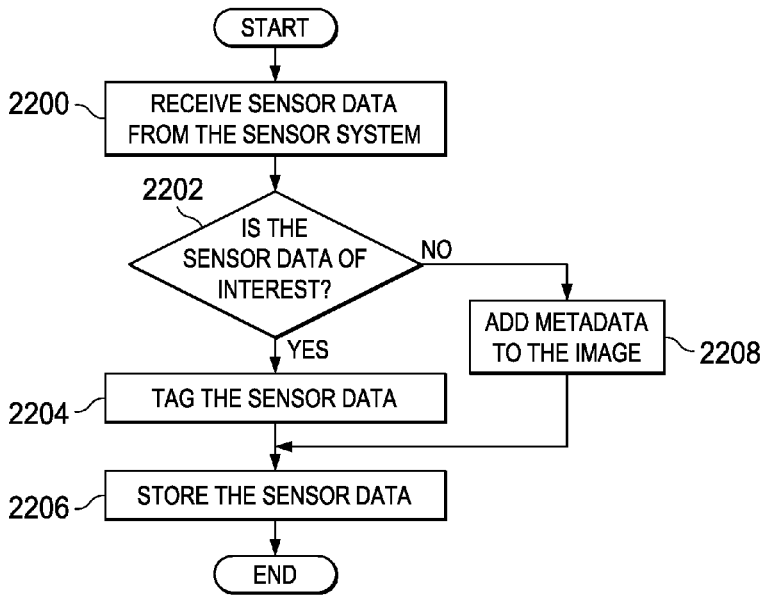 START
2200
RECEIVE SENSOR DATA
FROM THE SENSOR SYSTEM
2202
IS THE
SENSOR DATA OF
INTEREST?
NO
YES
ADD METADATA
TO THE IMAGE
2208
2204
TAG THE SENSOR DATA
2206
STORE THE SENSOR DATA
END